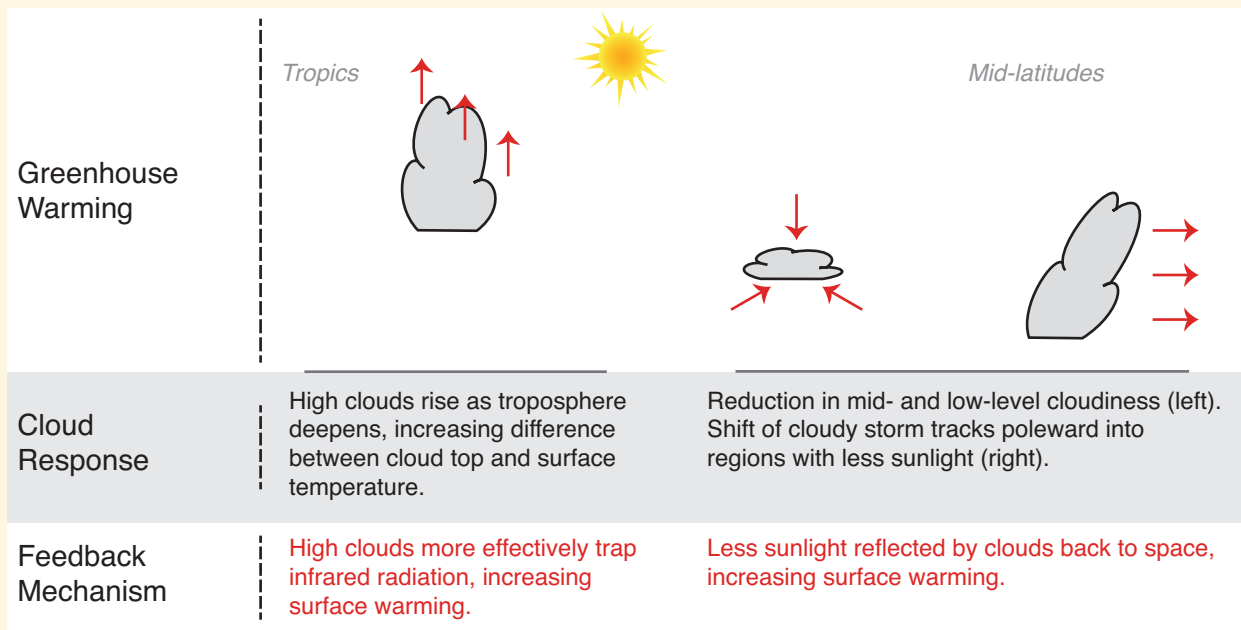 Tropics
Mid-latitudes
Greenhouse
Warming
Cloud
Response
High clouds rise as troposphere
deepens, increasing difference
between cloud top and surface
temperature.
Reduction in mid- and low-level cloudiness (left).
Shift of cloudy storm tracks poleward into
regions with less sunlight (right).
Feedback
Mechanism
High clouds more effectively trap
infrared radiation, increasing
surface warming.
Less sunlight reflected by clouds back to space,
increasing surface warming.